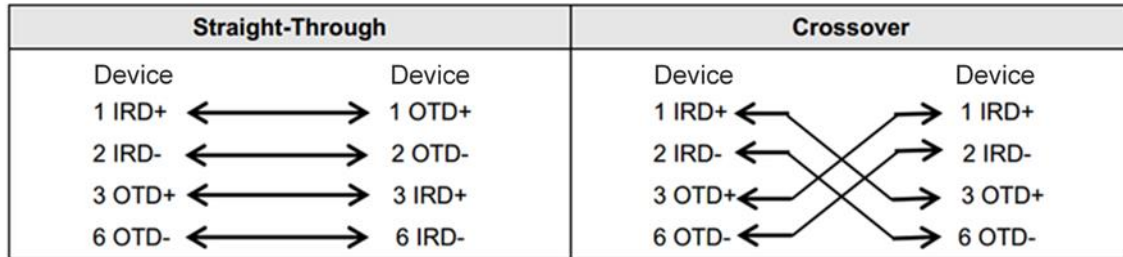 Straight-Through Crossover
Device Device Device Device
1 IRD+ 1 OTD+ 1 IRD+ 1 IRD+
2 IRD- 2 OTD- 2 IRD- 2 IRD-
3 OTD+ 3 IRD+ 3 OTD+ 3 OTD+
6 OTD- 6 IRD- 6 OTD- 6 OTD-